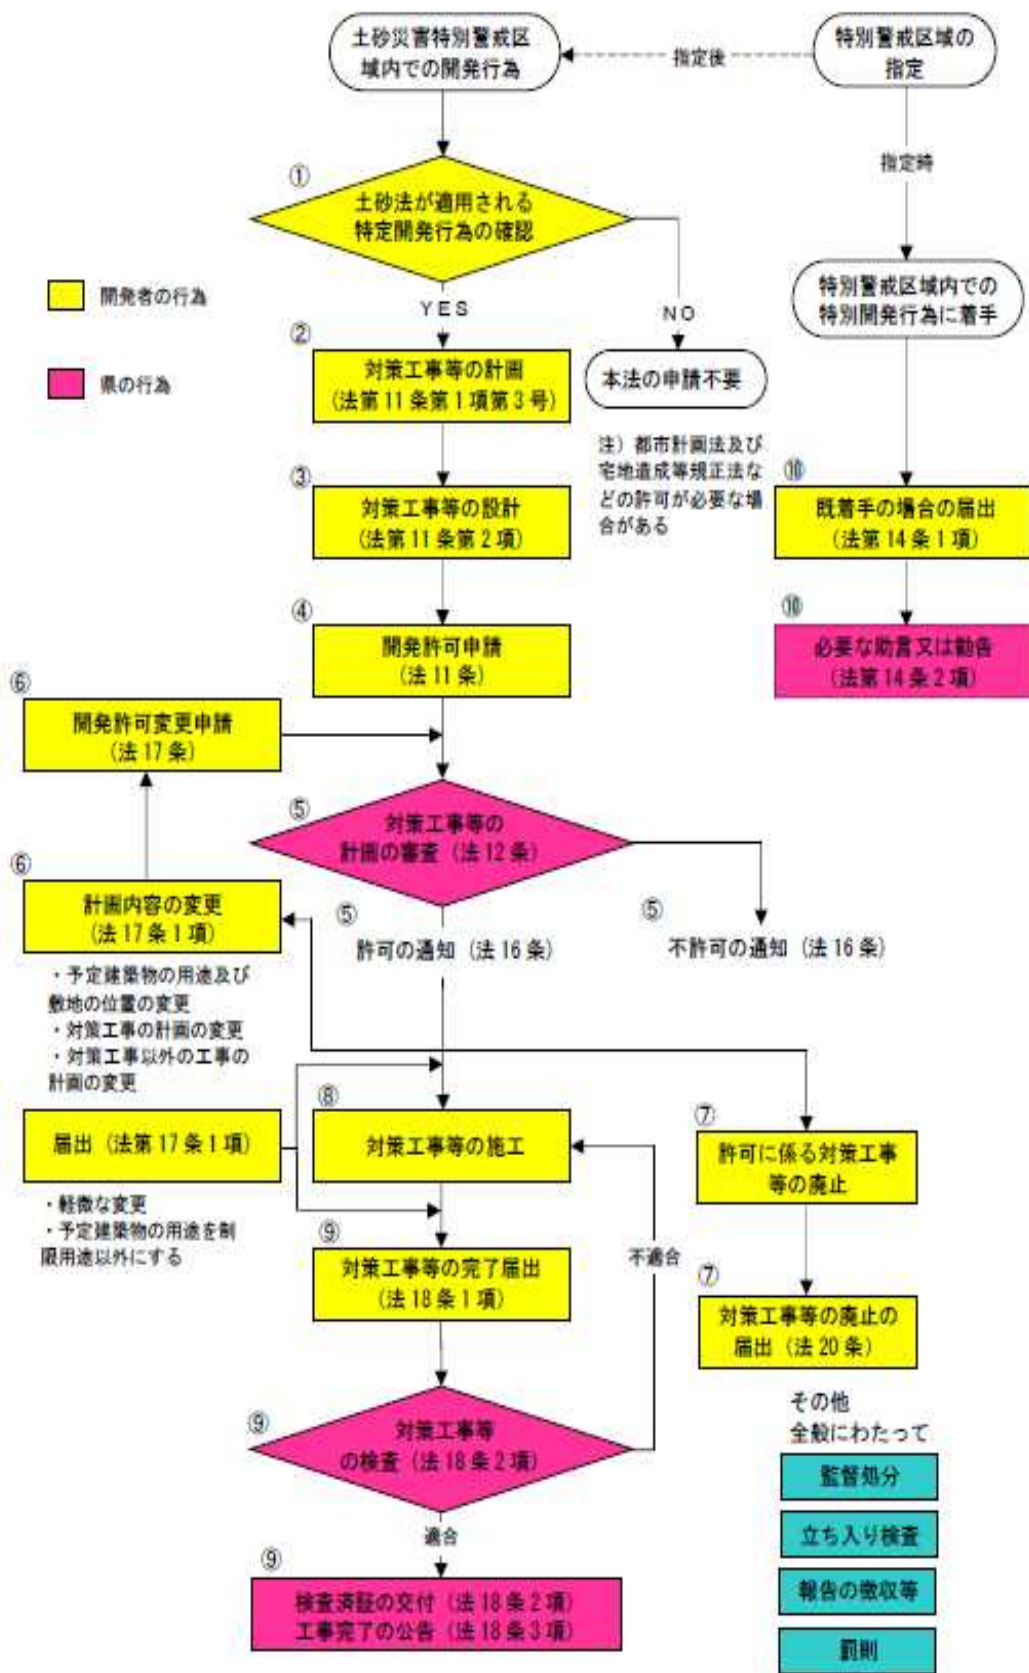 土砂災害特別警戒区
域内での開発行為
指定後
特別警戒区域の
指定
指定時
①
土砂法が適用される
特定開発行為の確認
開発者の行為
県の行為
YES
NO
特別警戒区域内での
特別開発行為に着手
②
対策工事等の計画
(法第11条第1項第3号)
本法の申請不要
注）都市計画法及び
宅地造成等規正法な
どの許可が必要な場
合がある
③
対策工事等の設計
(法第11条第2項)
⑩
既着手の場合の届出
(法第14条1項)
④
開発許可申請
(法11条)
⑩
必要な助言又は勧告
(法第14条2項)
⑥
開発許可変更申請
(法17条)
⑤
対策工事等の
計画の審査（法12条）
⑥
計画内容の変更
(法17条1項)
・予定建築物の用途及び
敷地の位置の変更
・対策工事の計画の変更
・対策工事以外の工事の
計画の変更
⑤
許可の通知（法16条）
⑤
不許可の通知（法16条）
届出（法第17条1項）
・軽微な変更
・予定建築物の用途を制
限用途以外にする
⑧
対策工事等の施工
⑦
許可に係る対策工事
等の廃止
⑨
対策工事等の完了届出
(法18条1項)
不適合
⑦
対策工事等の廃止の
届出（法20条）
⑨
対策工事等
の検査（法18条2項）
適合
⑨
検査済証の交付（法18条2項）
工事完了の公告（法18条3項）
その他
全般にわたって
監督処分
立ち入り検査
報告の徴収等
罰則